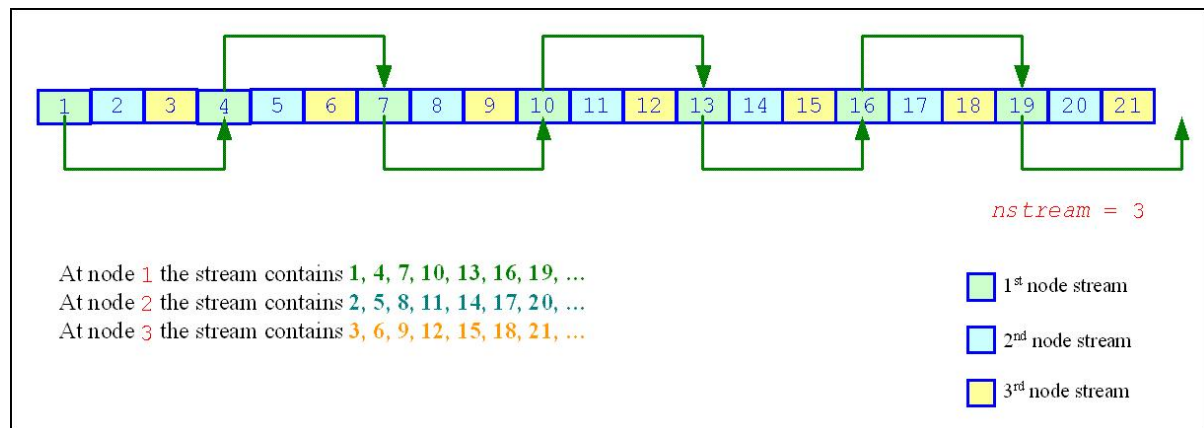 1 2 3 4 5 6 7 8 9 10 11 12 13 14 15 16 17 18 19 20 21
nstream = 3
At node 1 the stream contains 1, 4, 7, 10, 13, 16, 19, ...
At node 2 the stream contains 2, 5, 8, 11, 14, 17, 20, ...
At node 3 the stream contains 3, 6, 9, 12, 15, 18, 21, ...
1st node stream
2nd node stream
3rd node stream